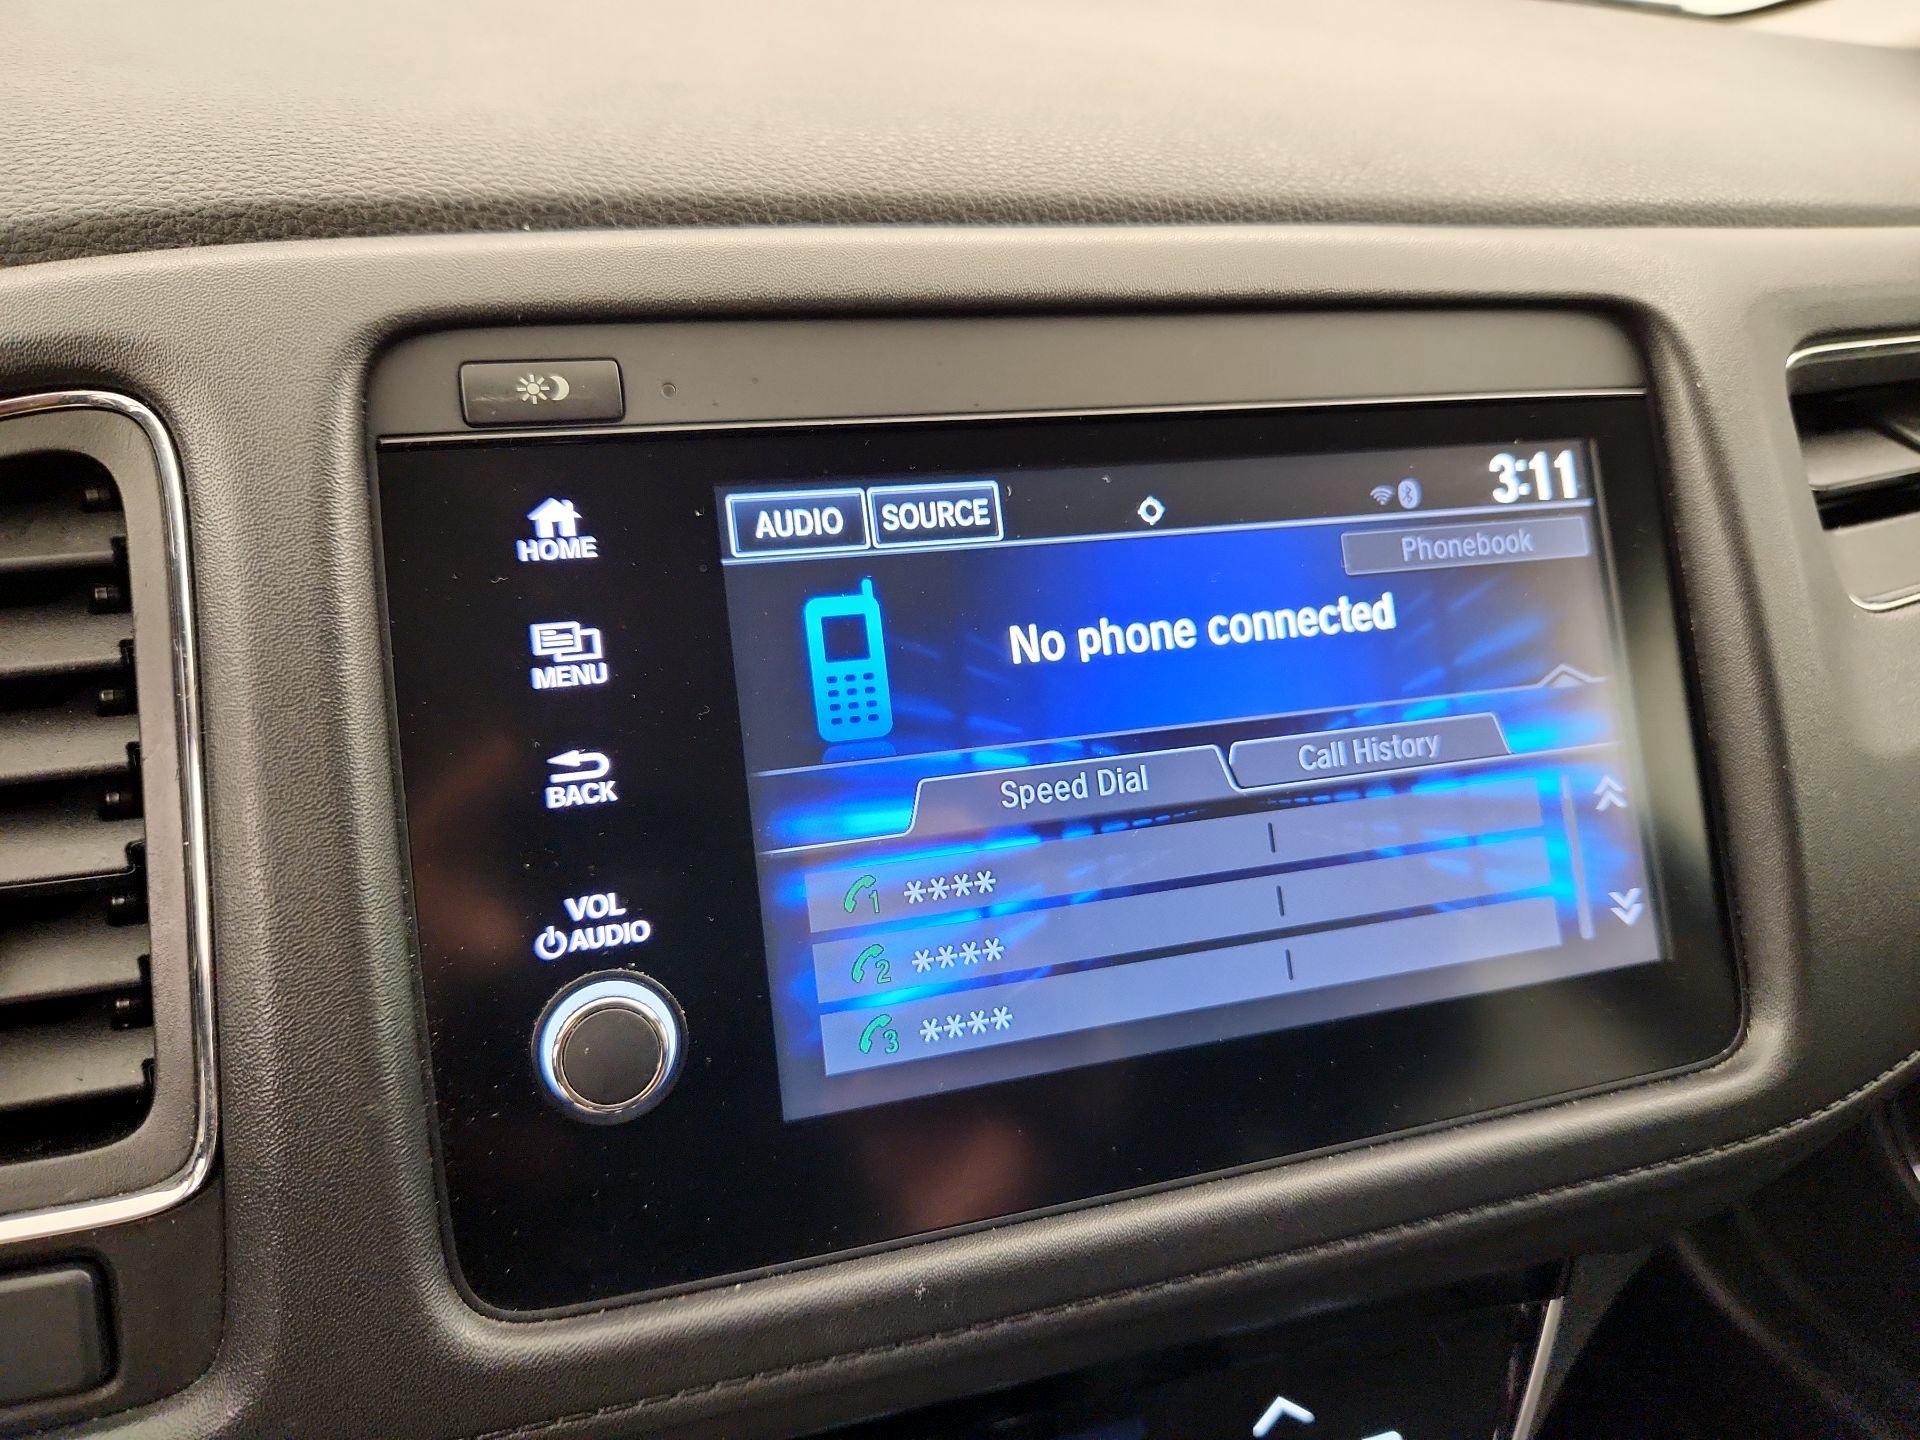 HOME
MENU
BACK
VOL
AUDIO
AUDIO SOURCE 3:11
Phonebook
No phone connected
Speed Dial Call History
1 ****
2 ****
3 ****